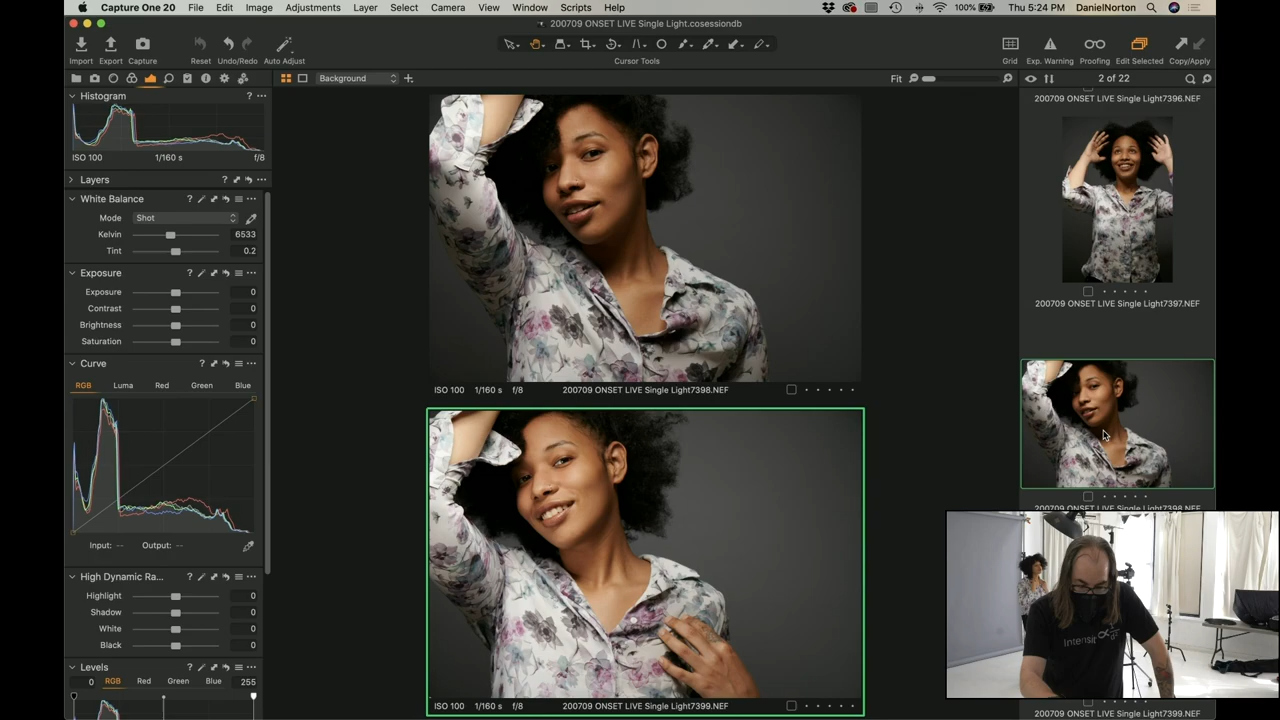 Capture One 20 File Edit Image Adjustments Layer Select Camera View Window Scripts Help 100% Thu 5:24 PM DanielNorton
200709 ONSET LIVE Single Light.cosessiondb
Import Export Capture Reset Undo/Redo Auto Adjust Cursor Tools Grid Exp. Warning Proofing Edit Selected Copy/Apply
Background Fit 2 of 22
Histogram
ISO 100 1/160 s f/8
Layers
White Balance
Mode Shot
Kelvin 6533
Tint 0.2
Exposure
Exposure 0
Contrast 0
Brightness 0
Saturation 0
Curve
RGB Luma Red Green Blue
Input: -- Output: --
High Dynamic Ra...
Highlight 0
Shadow 0
White 0
Black 0
Levels
0 RGB Red Green Blue 255
ISO 100 1/160 s f/8 200709 ONSET LIVE Single Light7398.NEF
ISO 100 1/160 s f/8 200709 ONSET LIVE Single Light7399.NEF
200709 ONSET LIVE Single Light7396.NEF
200709 ONSET LIVE Single Light7397.NEF
200709 ONSET LIVE Single Light7398.NEF
200709 ONSET LIVE Single Light7399.NEF